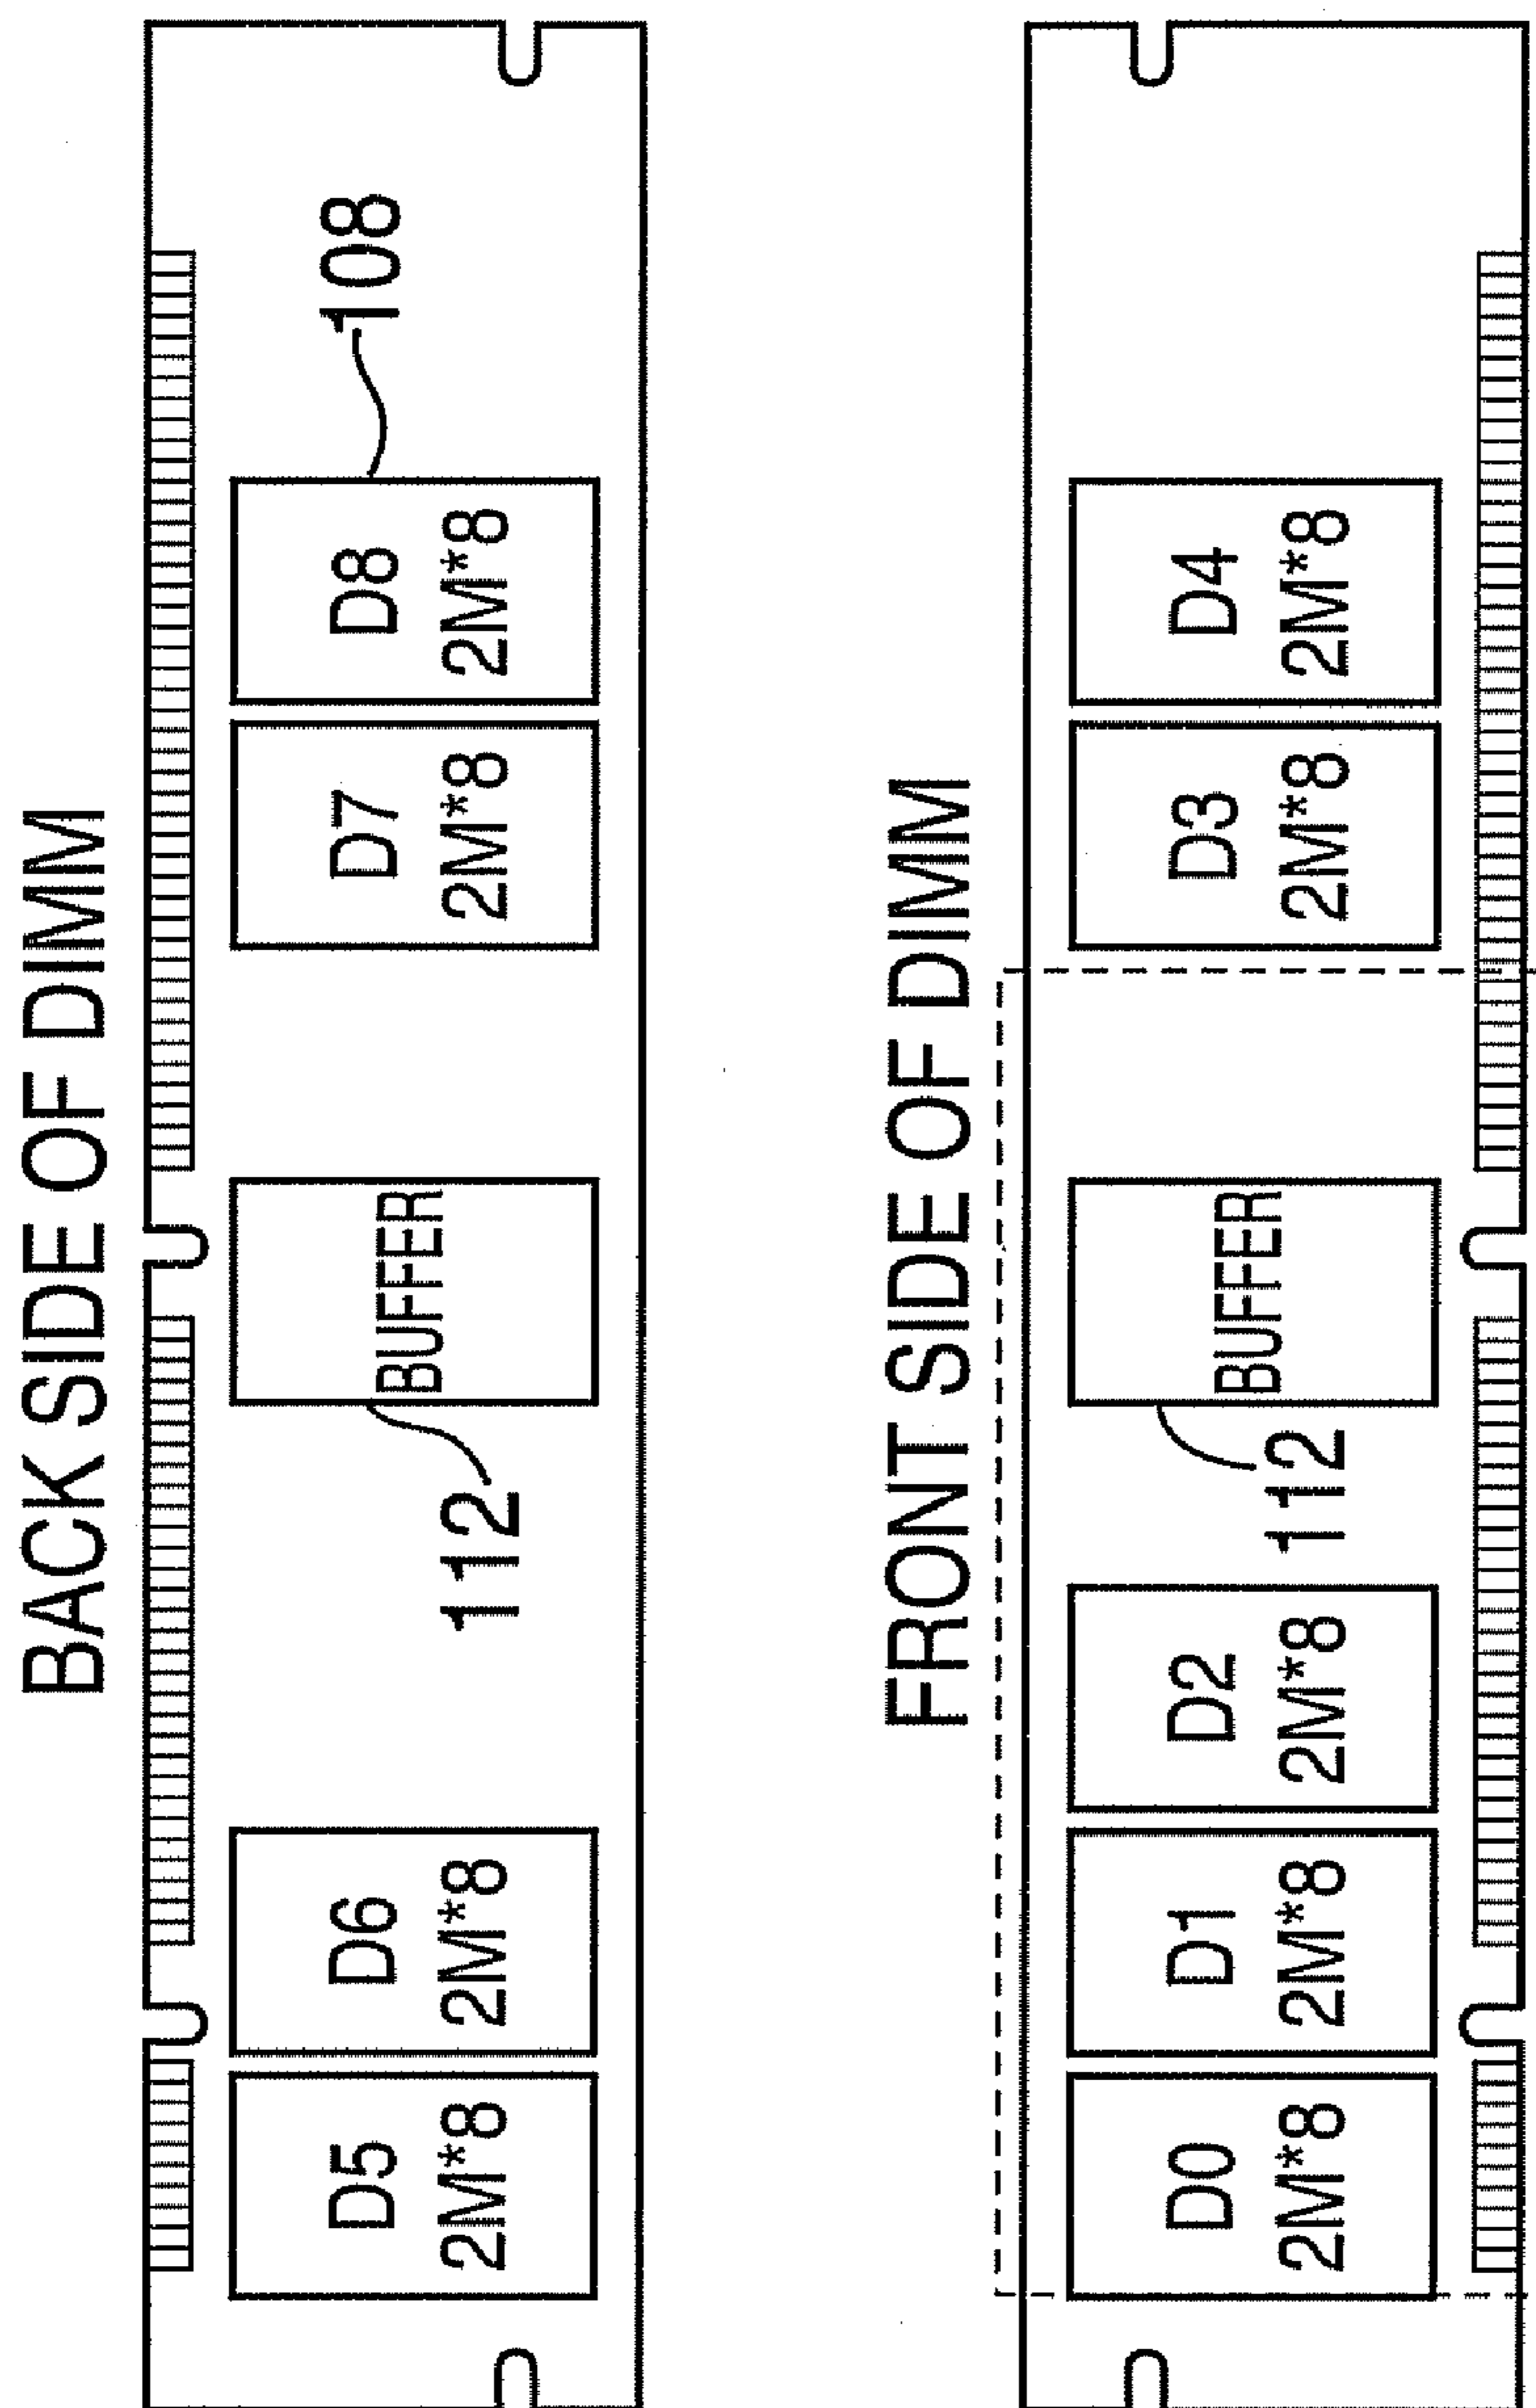 BACK SIDE OF DIMM
D5
2M*8
D6
2M*8
112
BUFFER
D7
2M*8
D8
2M*8
108
FRONT SIDE OF DIMM
D0
2M*8
D1
2M*8
D2
2M*8
112
BUFFER
D3
2M*8
D4
2M*8